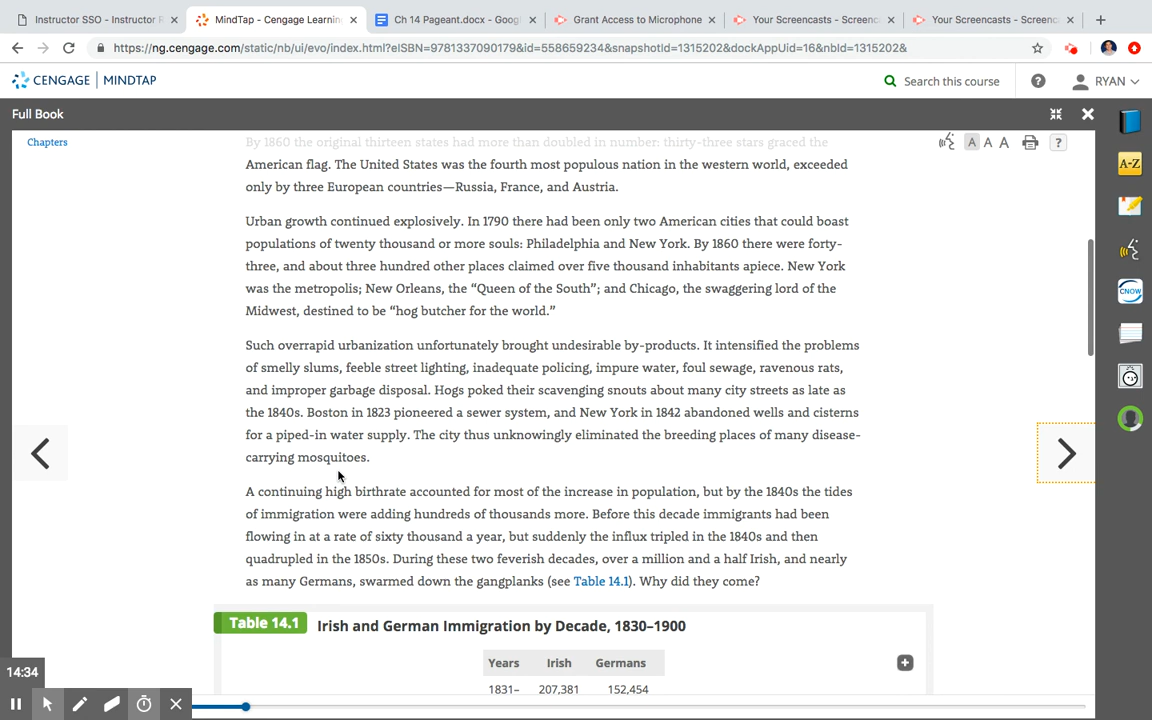 Instructor SSO - Instructor R
MindTap - Cengage Learnin
Ch 14 Pageant.docx - Goog
Grant Access to Microphone
Your Screencasts - Screenc
Your Screencasts - Screenc
https://ng.cengage.com/static/nb/ui/evo/index.html?eISBN=9781337090179&id=558659234&snapshotId=1315202&dockAppUid=16&nbId=1315202&
CENGAGE | MINDTAP
Search this course
?
RYAN
Full Book
Chapters
A A A
?
A-Z
CNOW
By 1860 the original thirteen states had more than doubled in number: thirty-three stars graced the
American flag. The United States was the fourth most populous nation in the western world, exceeded
only by three European countries—Russia, France, and Austria.
Urban growth continued explosively. In 1790 there had been only two American cities that could boast
populations of twenty thousand or more souls: Philadelphia and New York. By 1860 there were forty-
three, and about three hundred other places claimed over five thousand inhabitants apiece. New York
was the metropolis; New Orleans, the “Queen of the South”; and Chicago, the swaggering lord of the
Midwest, destined to be “hog butcher for the world.”
Such overrapid urbanization unfortunately brought undesirable by-products. It intensified the problems
of smelly slums, feeble street lighting, inadequate policing, impure water, foul sewage, ravenous rats,
and improper garbage disposal. Hogs poked their scavenging snouts about many city streets as late as
the 1840s. Boston in 1823 pioneered a sewer system, and New York in 1842 abandoned wells and cisterns
for a piped-in water supply. The city thus unknowingly eliminated the breeding places of many disease-
carrying mosquitoes.
A continuing high birthrate accounted for most of the increase in population, but by the 1840s the tides
of immigration were adding hundreds of thousands more. Before this decade immigrants had been
flowing in at a rate of sixty thousand a year, but suddenly the influx tripled in the 1840s and then
quadrupled in the 1850s. During these two feverish decades, over a million and a half Irish, and nearly
as many Germans, swarmed down the gangplanks (see Table 14.1). Why did they come?
Table 14.1 Irish and German Immigration by Decade, 1830–1900
Years Irish Germans
1831– 207,381 152,454
14:34